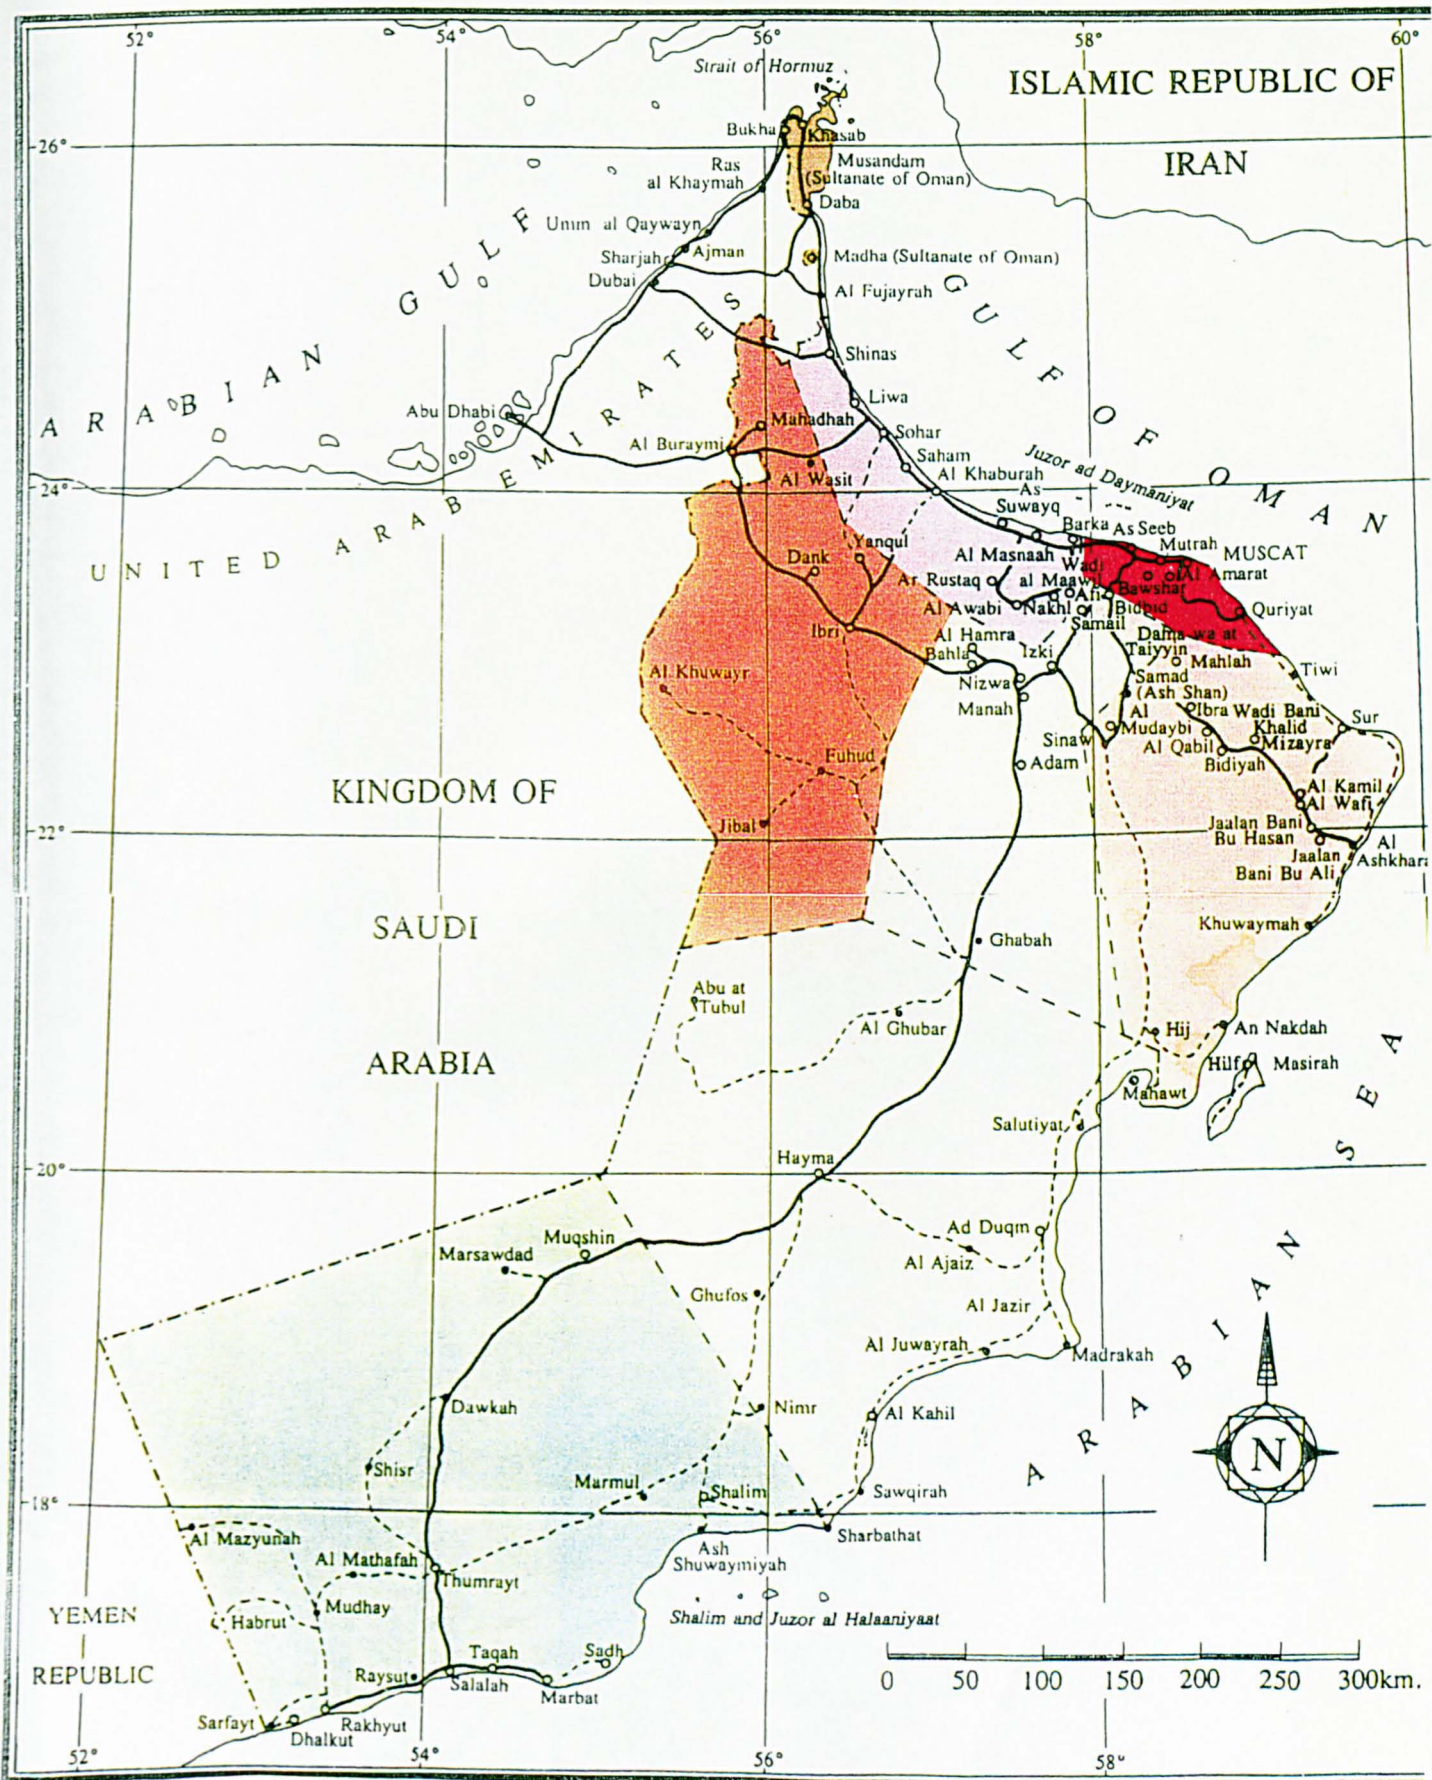 52°
54°
56°
58°
60°
Strait of Hormuz
ISLAMIC REPUBLIC OF
IRAN
26°
Bukha
Khasab
Ras
al Khaymah
Musandam
(Sultanate of Oman)
Daba
Umm al Qaywayn
Ajman
Sharjah
Dubai
Madha (Sultanate of Oman)
Al Fujayrah
ARABIAN GULF
GULF OF OMAN
Shinas
Liwa
Abu Dhabi
Mahadhah
Al Buraymi
Sohar
Saham
Al Khaburah
Al Wasit
Juzor ad Daymaniyat
24°
UNITED ARAB EMIRATES
As
Suwayq
Barka
As Seeb
Mutrah
MUSCAT
Yanqul
Dank
Al Masnaah
Wadi
al Maawil
Al Amarat
Ar Rustaq
Afi
Bawshar
Al Awabi
Nakhl
Bidbid
Quriyat
Ibri
Samail
Al Hamra
Bahla
Izki
Dama wa at
Taiyyin
Mahlah
Tiwi
Al Khuwayr
Nizwa
Manah
Samad
(Ash Shan)
Al
Mudaybi
Ibra
Wadi Bani
Khalid
Sur
Sinaw
Al Qabil
Mizayra
Bidiyah
Fuhud
Adam
KINGDOM OF
Al Kamil
Al Wafi
Jibal
Jaalan Bani
Bu Hasan
22°
Jaalan
Bani Bu Ali
Al
Ashkhara
SAUDI
Khuwaymah
Ghabah
Abu at
Tubul
Al Ghubar
Hij
An Nakdah
ARABIA
Hilf
Masirah
Mahawt
Salutiyat
ARABIAN SEA
20°
Hayma
Muqshin
Marsawdad
Ad Duqm
Al Ajaiz
Ghufos
Al Jazir
Al Juwayrah
Madrakah
Dawkah
Nimr
Al Kahil
N
Shisr
Marmul
Shalim
Sawqirah
18°
Al Mazyunah
Sharbathat
Ash
Shuwaymiyah
Al Mathafah
Thumrayt
YEMEN
REPUBLIC
Mudhay
Habrut
Shalim and Juzor al Halaaniyaat
Taqah
Sadh
Raysut
Salalah
Marbat
0 50 100 150 200 250 300km.
Sarfayt
Rakhyut
Dhalkut
52°
54°
56°
58°